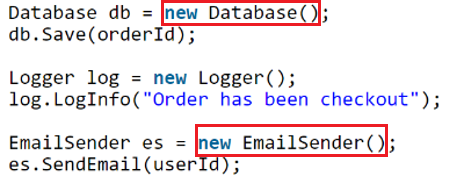 Database db = new Database();
db.Save(orderId);
Logger log = new Logger();
log.LogInfo("Order has been checkout");
EmailSender es = new EmailSender();
es.SendEmail(userId);